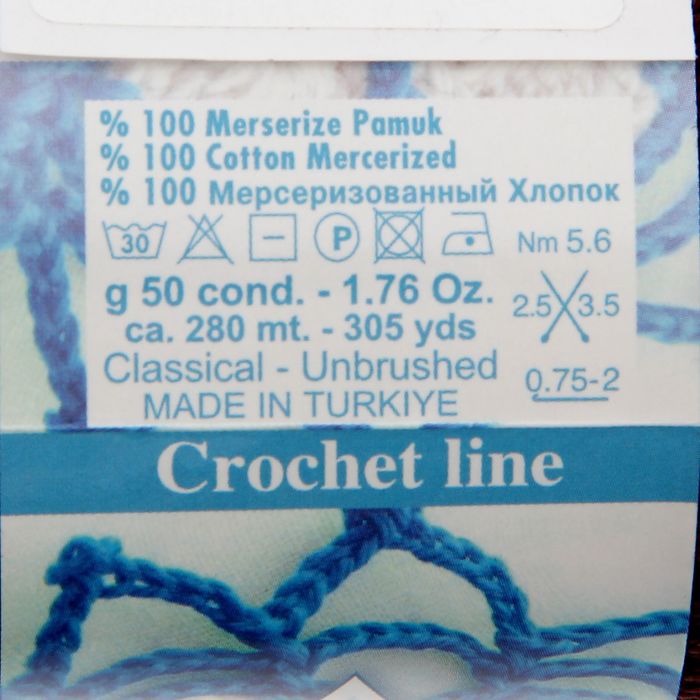 % 100 Merserize Pamuk
% 100 Cotton Mercerized
% 100 Мерсеризованный Хлопок
30 P Nm 5.6
g 50 cond. - 1.76 Oz.
2.5 3.5
ca. 280 mt. - 305 yds
Classical - Unbrushed
0.75-2
MADE IN TURKIYE
Crochet line